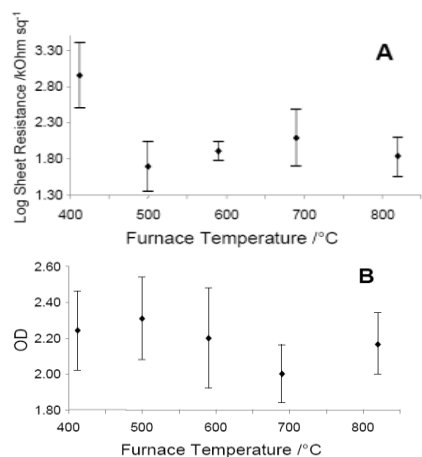 A
Log Sheet Resistance /kOhm sq⁻¹
3.30
2.80
2.30
1.80
1.30
400 500 600 700 800
Furnace Temperature /°C
B
OD
2.60
2.40
2.20
2.00
1.80
400 500 600 700 800
Furnace Temperature /°C